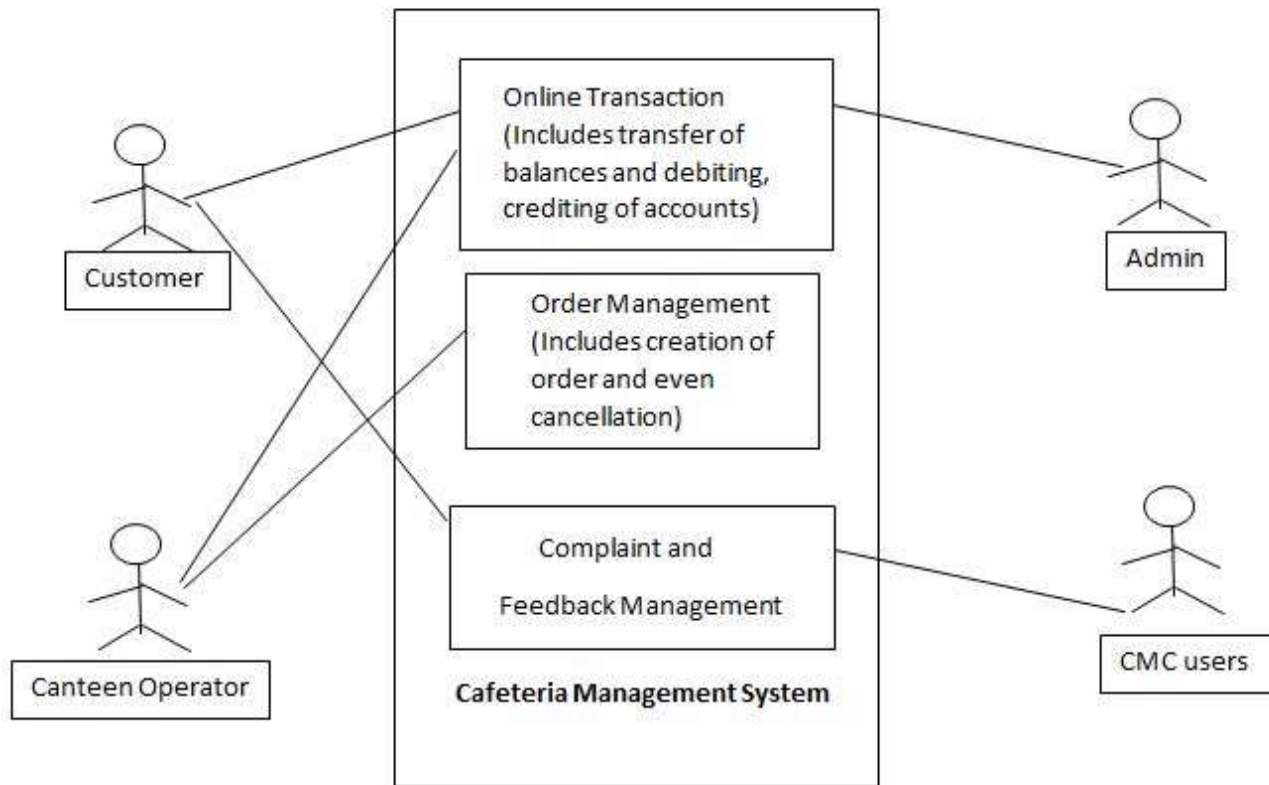 Online Transaction
(Includes transfer of
balances and debiting,
crediting of accounts)
Customer
Admin
Order Management
(Includes creation of
order and even
cancellation)
Complaint and
Feedback Management
Canteen Operator
CMC users
Cafeteria Management System